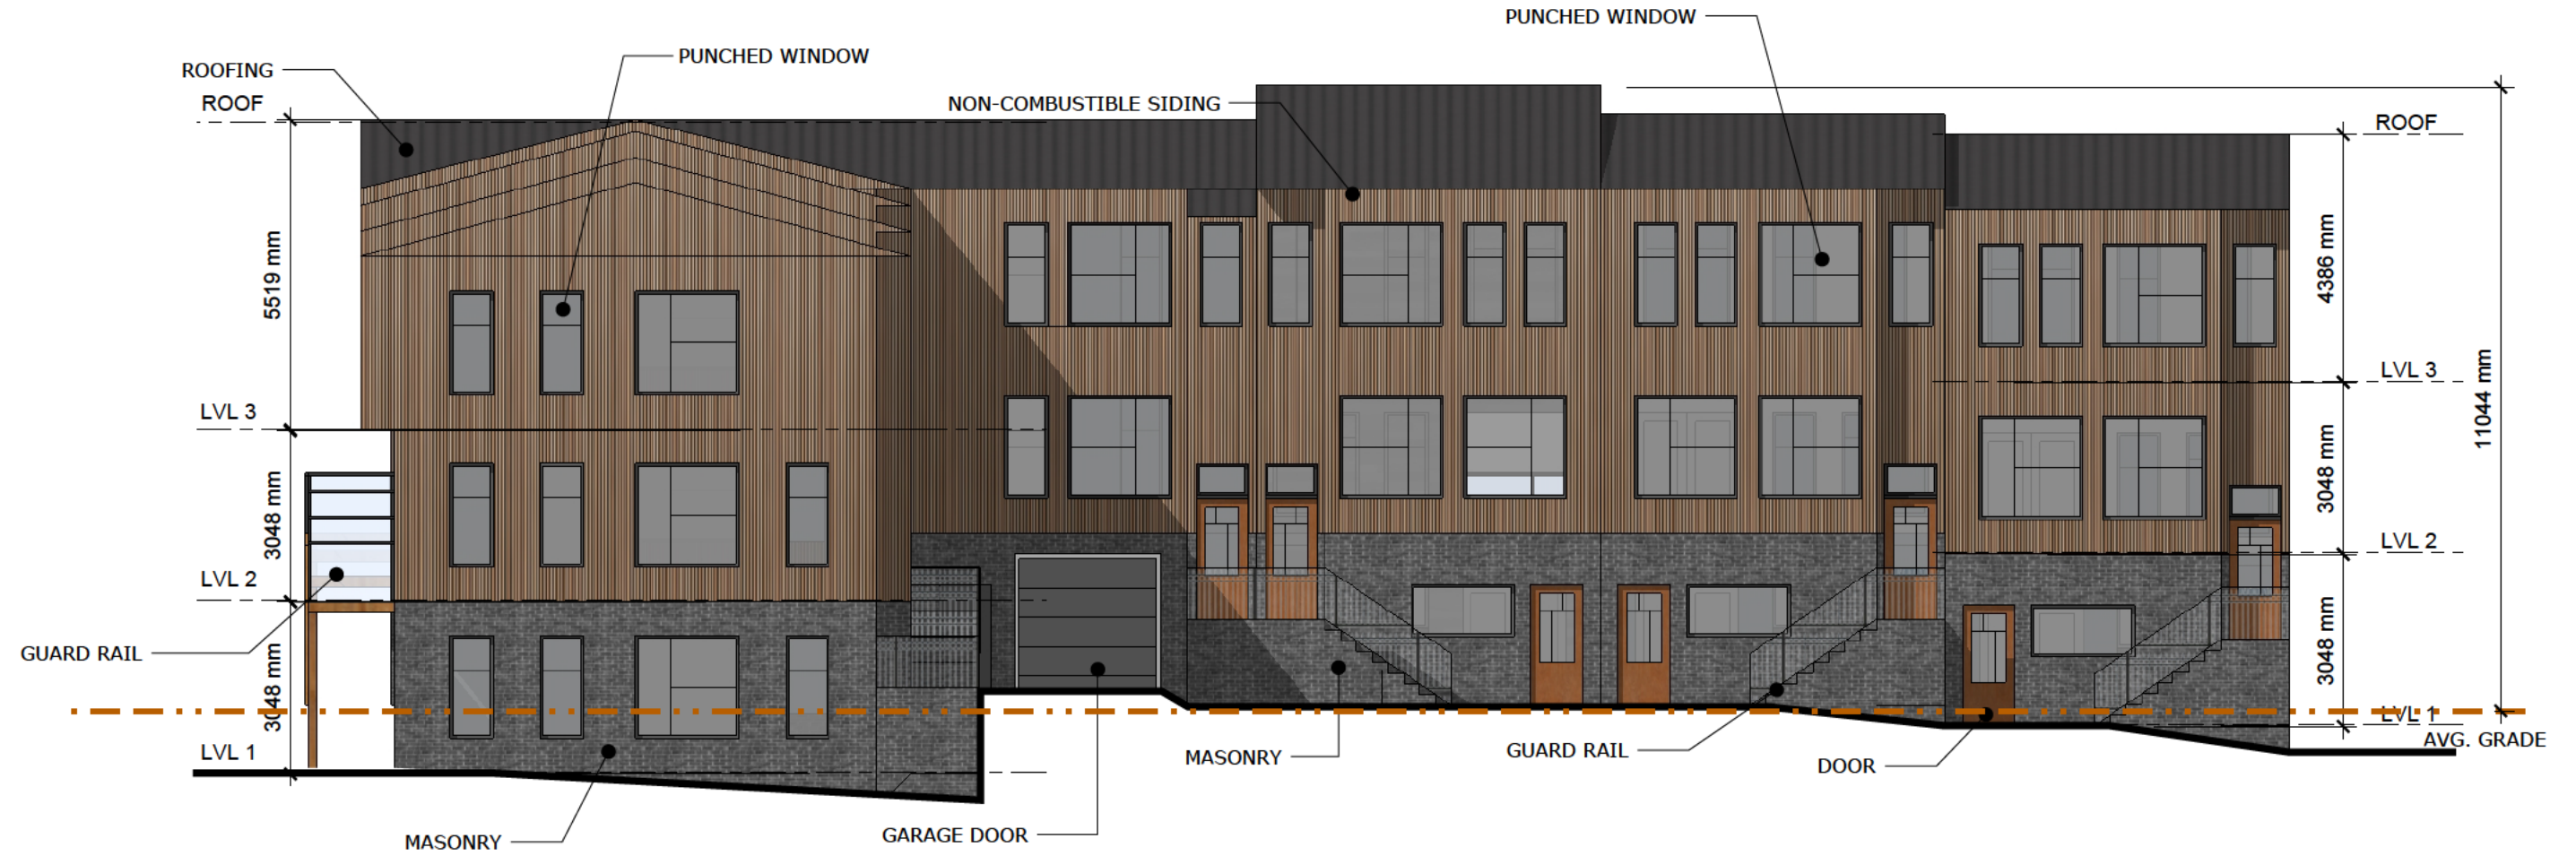 PUNCHED WINDOW
PUNCHED WINDOW
ROOFING
ROOF
NON-COMBUSTIBLE SIDING
ROOF
5519 mm
4386 mm
11044 mm
LVL 3
LVL 3
3048 mm
3048 mm
LVL 2
LVL 2
GUARD RAIL
3048 mm
3048 mm
LVL 1
LVL 1
AVG. GRADE
MASONRY
GUARD RAIL
DOOR
GARAGE DOOR
MASONRY